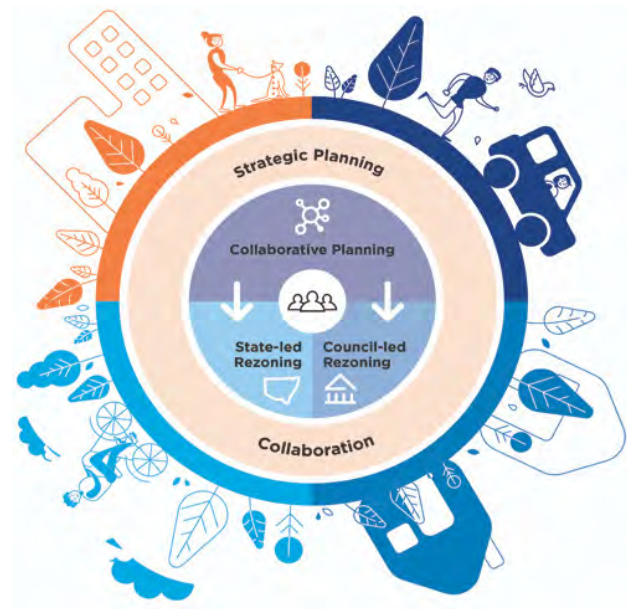 Strategic Planning
Collaborative Planning
State-led
Rezoning
Council-led
Rezoning
Collaboration